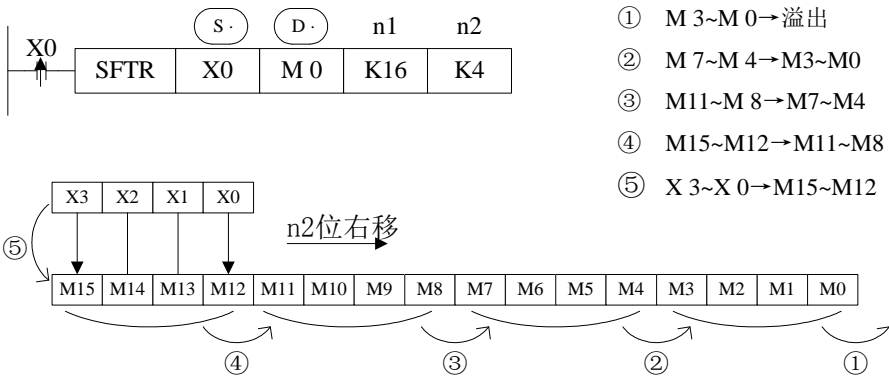 S · D · n1 n2
X0
SFTR X0 M 0 K16 K4
① M 3~M 0→溢出
② M 7~M 4→M3~M0
③ M11~M 8→M7~M4
④ M15~M12→M11~M8
⑤ X 3~X 0→M15~M12
X3 X2 X1 X0
n2位右移
⑤
M15 M14 M13 M12 M11 M10 M9 M8 M7 M6 M5 M4 M3 M2 M1 M0
④ ③ ② ①